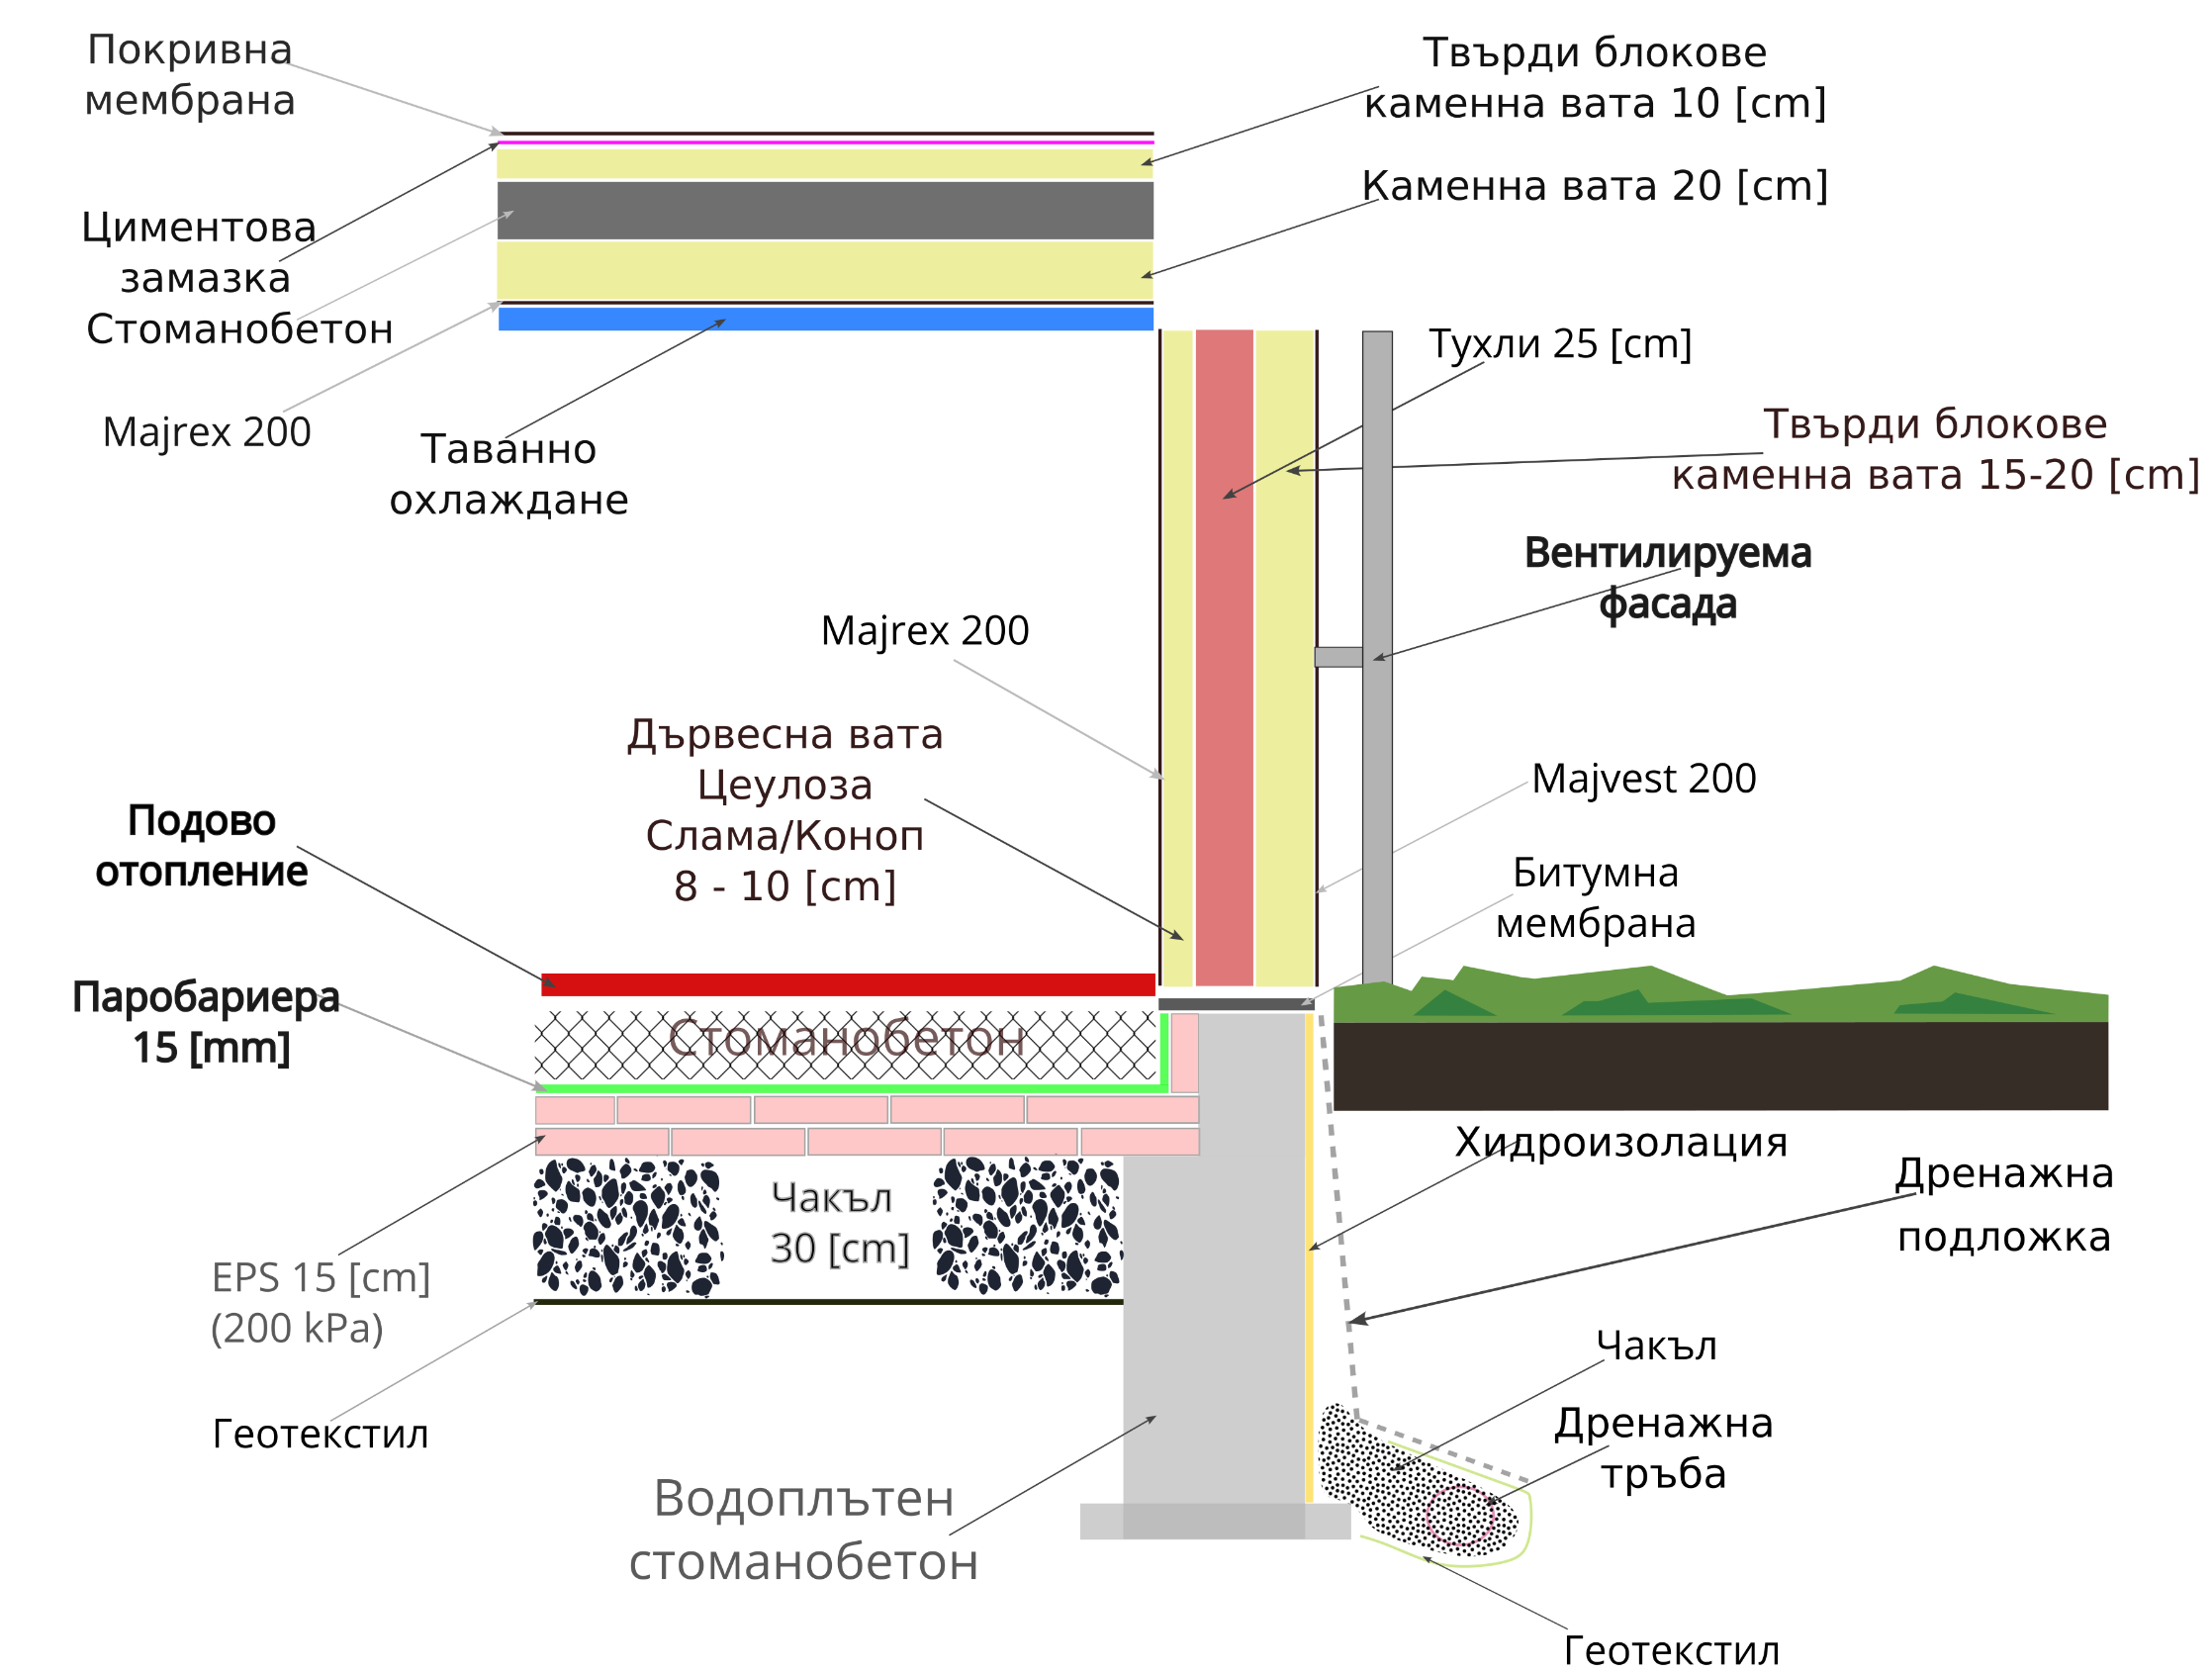 Покривна
мембрана
Твърди блокове
каменна вата 10 [cm]
Каменна вата 20 [cm]
Циментова
замазка
Стоманобетон
Majrex 200
Таванно
охлаждане
Тухли 25 [cm]
Твърди блокове
каменна вата 15-20 [cm]
Вентилируема
фасада
Majrex 200
Дървесна вата
Цеулоза
Слама/Коноп
8 - 10 [cm]
Majvest 200
Битумна
мембрана
Подово
отопление
Паробариера
15 [mm]
Стоманобетон
Хидроизолация
Дренажна
подложка
Чакъл
30 [cm]
EPS 15 [cm]
(200 kPa)
Геотекстил
Чакъл
Дренажна
тръба
Водоплътен
стоманобетон
Геотекстил